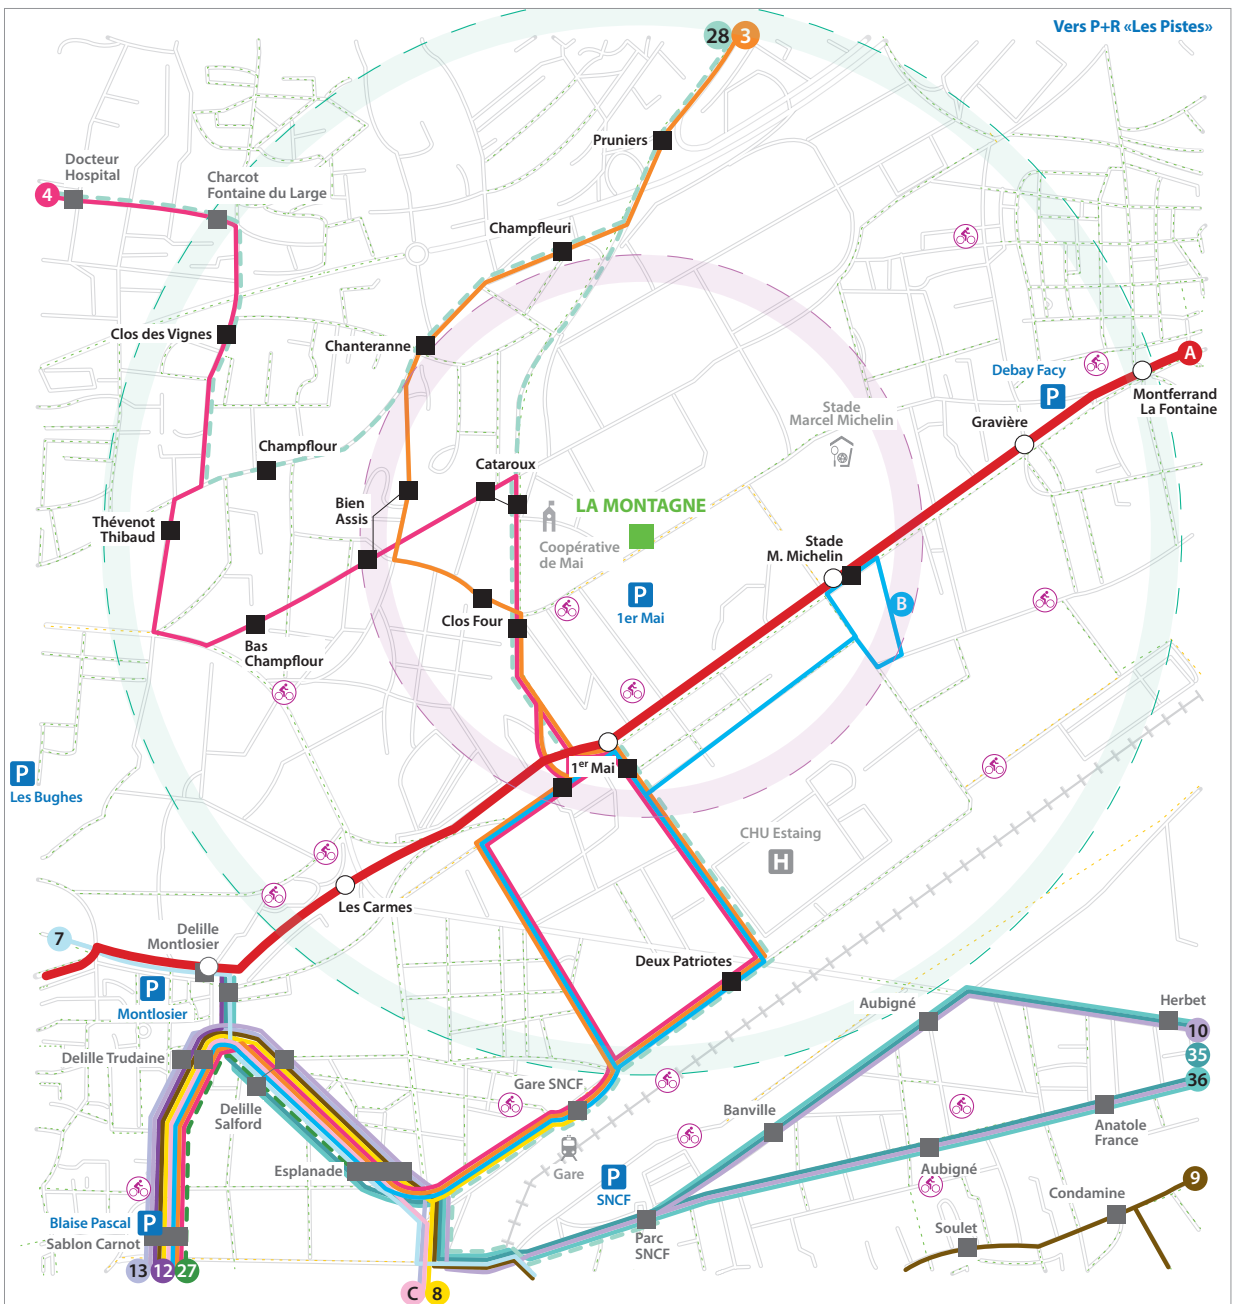 Vers P+R «Les Pistes»
28
3
Pruniers
Docteur
Hospital
Charcot
Fontaine du Large
4
Champfleuri
Clos des Vignes
Chanteranne
A
Debay Facy
P
Montferrand
La Fontaine
Stade
Marcel Michelin
Gravière
Champflour
Cataroux
Bien
Assis
LA MONTAGNE
Thévenot
Thibaud
Coopérative
de Mai
Stade
M. Michelin
P
1er Mai
B
Clos Four
Bas
Champflour
P
Les Bughes
1er Mai
CHU Estaing
H
Les Carmes
7
Delille
Montlosier
Deux Patriotes
P
Montlosier
Aubigné
Herbet
10
35
36
Delille Trudaine
Gare SNCF
Delille
Salford
Banville
Anatole
France
Gare
Esplanade
P
SNCF
Aubigné
9
Condamine
Blaise Pascal
P
Sablon Carnot
Soulet
Parc
SNCF
13
12
27
C
8